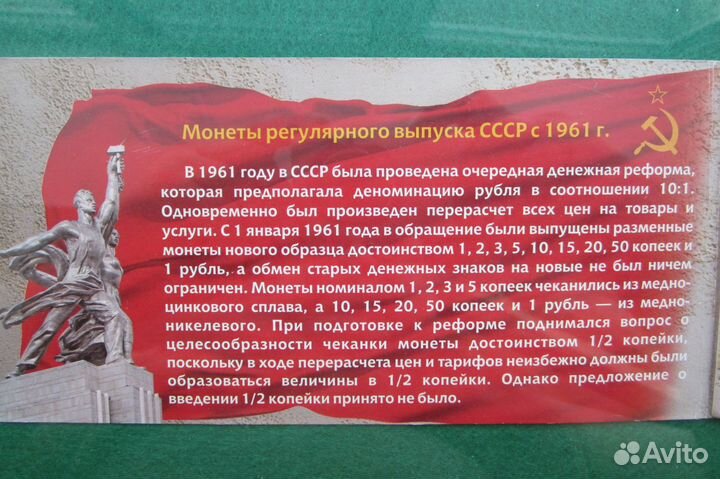 Монеты регулярного выпуска СССР с 1961 г.
В 1961 году в СССР была проведена очередная денежная реформа,
которая предполагала деноминацию рубля в соотношении 10:1.
Одновременно был произведен перерасчет всех цен на товары и
услуги. С 1 января 1961 года в обращение были выпущены разменные
монеты нового образца достоинством 1, 2, 3, 5, 10, 15, 20, 50 копеек и
1 рубль, а обмен старых денежных знаков на новые не был ничем
ограничен. Монеты номиналом 1, 2, 3 и 5 копеек чеканились из медно-
цинкового сплава, а 10, 15, 20, 50 копеек и 1 рубль — из медно-
никелевого. При подготовке к реформе поднимался вопрос о
целесообразности чеканки монеты достоинством 1/2 копейки,
поскольку в ходе перерасчета цен и тарифов неизбежно должны были
образоваться величины в 1/2 копейки. Однако предложение о
введении 1/2 копейки принято не было.
Avito